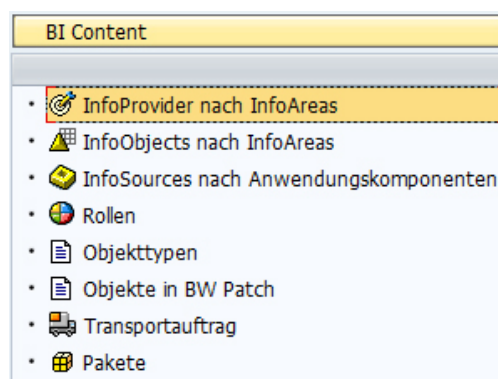 BI Content
InfoProvider nach InfoAreas
InfoObjects nach InfoAreas
InfoSources nach Anwendungskomponenten
Rollen
Objekttypen
Objekte in BW Patch
Transportauftrag
Pakete